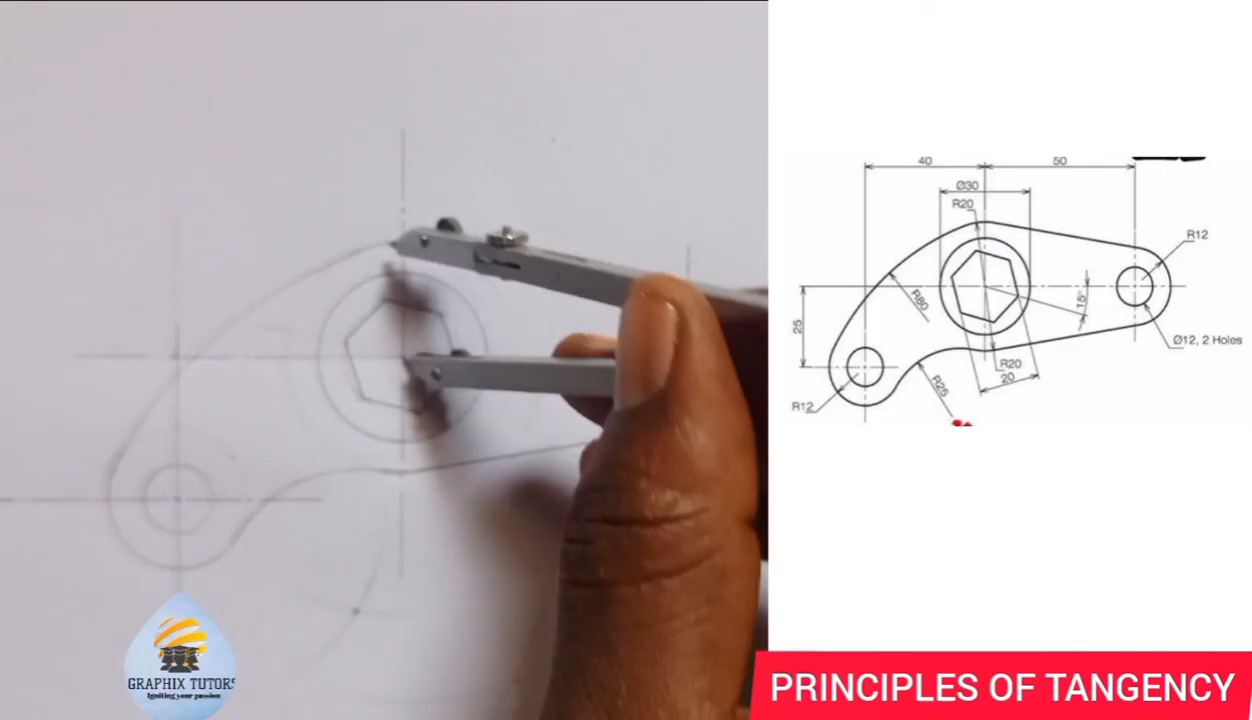 40
50
Ø30
R20
R12
R80
15°
25
Ø12, 2 Holes
R20
20
R25
R12
GRAPHIX TUTORS
Igniting your passion
PRINCIPLES OF TANGENCY